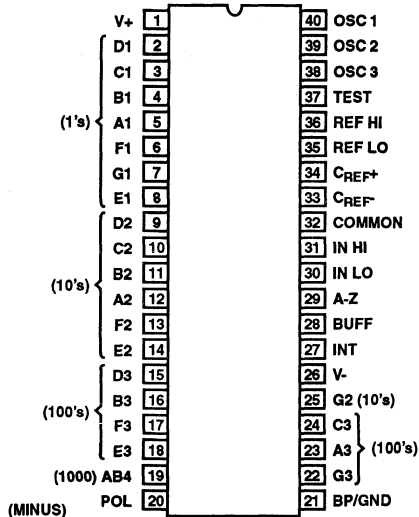 V+ 1 40 OSC 1
D1 2 39 OSC 2
C1 3 38 OSC 3
B1 4 37 TEST
(1's) A1 5 36 REF HI
F1 6 35 REF LO
G1 7 34 CREF+
E1 8 33 CREF-
D2 9 32 COMMON
C2 10 31 IN HI
B2 11 30 IN LO
(10's) A2 12 29 A-Z
F2 13 28 BUFF
E2 14 27 INT
D3 15 26 V-
B3 16 25 G2 (10's)
(100's) F3 17 24 C3
E3 18 23 A3 (100's)
(1000) AB4 19 22 G3
(MINUS) POL 20 21 BP/GND